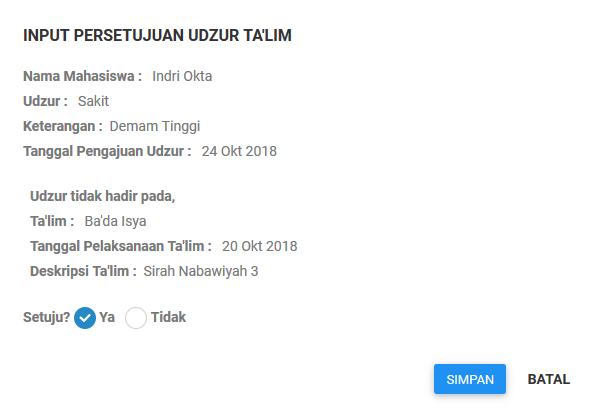 INPUT PERSETUJUAN UDZUR TA'LIM
Nama Mahasiswa : Indri Okta
Udzur : Sakit
Keterangan : Demam Tinggi
Tanggal Pengajuan Udzur : 24 Okt 2018
Udzur tidak hadir pada,
Ta'lim : Ba'da Isya
Tanggal Pelaksanaan Ta'lim : 20 Okt 2018
Deskripsi Ta'lim : Sirah Nabawiyah 3
Setuju? Ya Tidak
SIMPAN BATAL